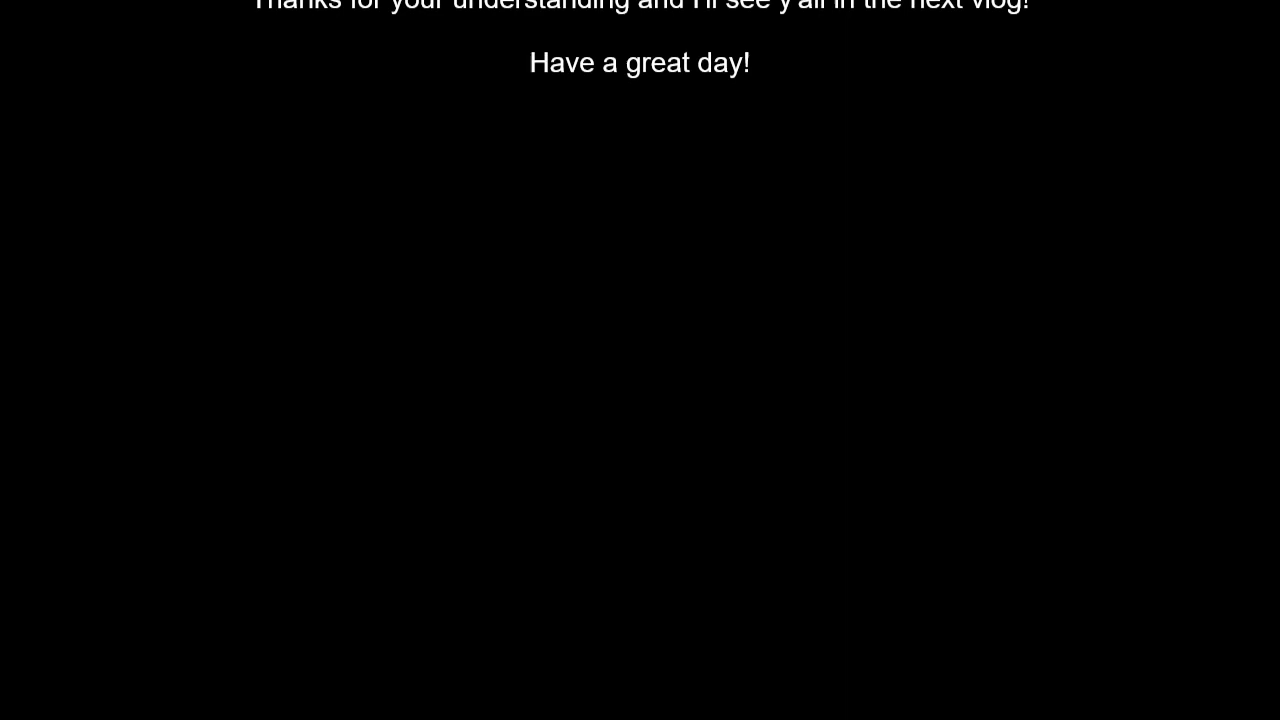 Thanks for your understanding and I'll see y'all in the next vlog!
Have a great day!